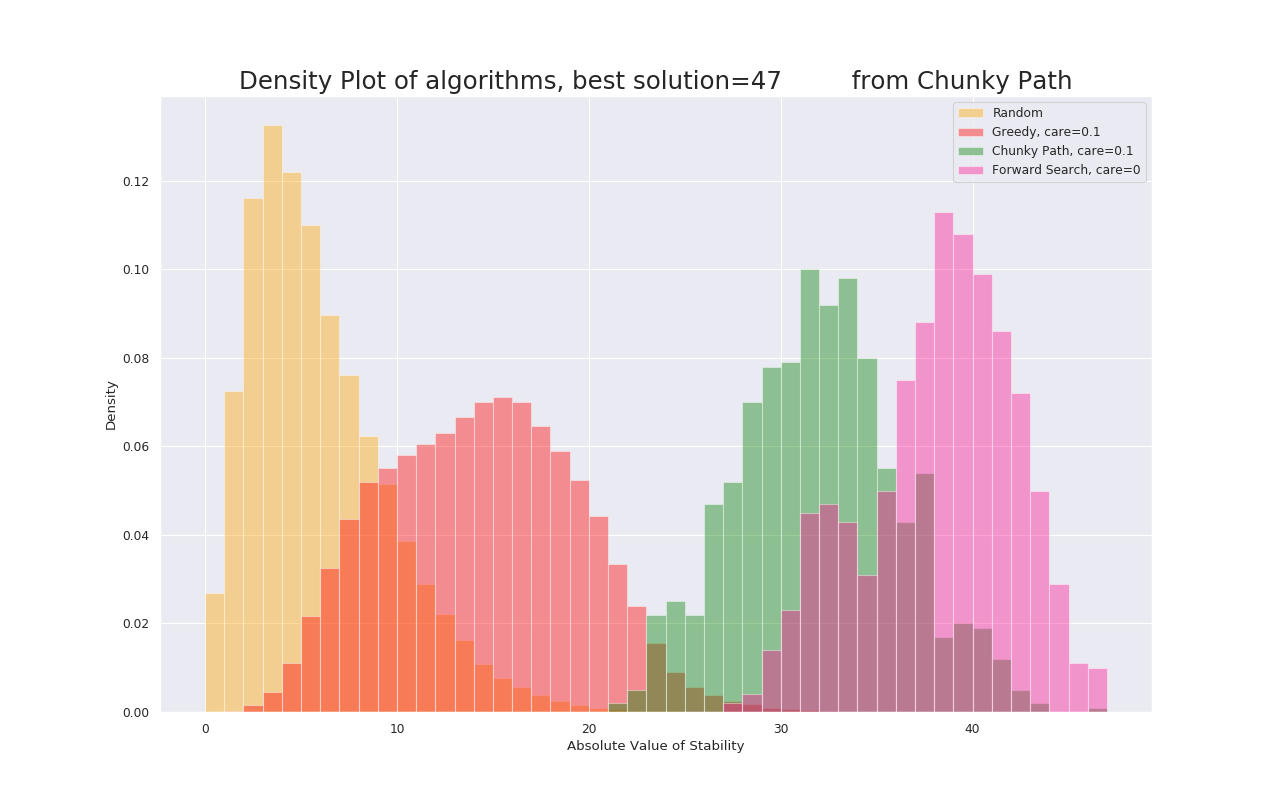 Density Plot of algorithms, best solution=47 from Chunky Path
Random
Greedy, care=0.1
Chunky Path, care=0.1
Forward Search, care=0
Density
0.12
0.10
0.08
0.06
0.04
0.02
0.00
0 10 20 30 40
Absolute Value of Stability